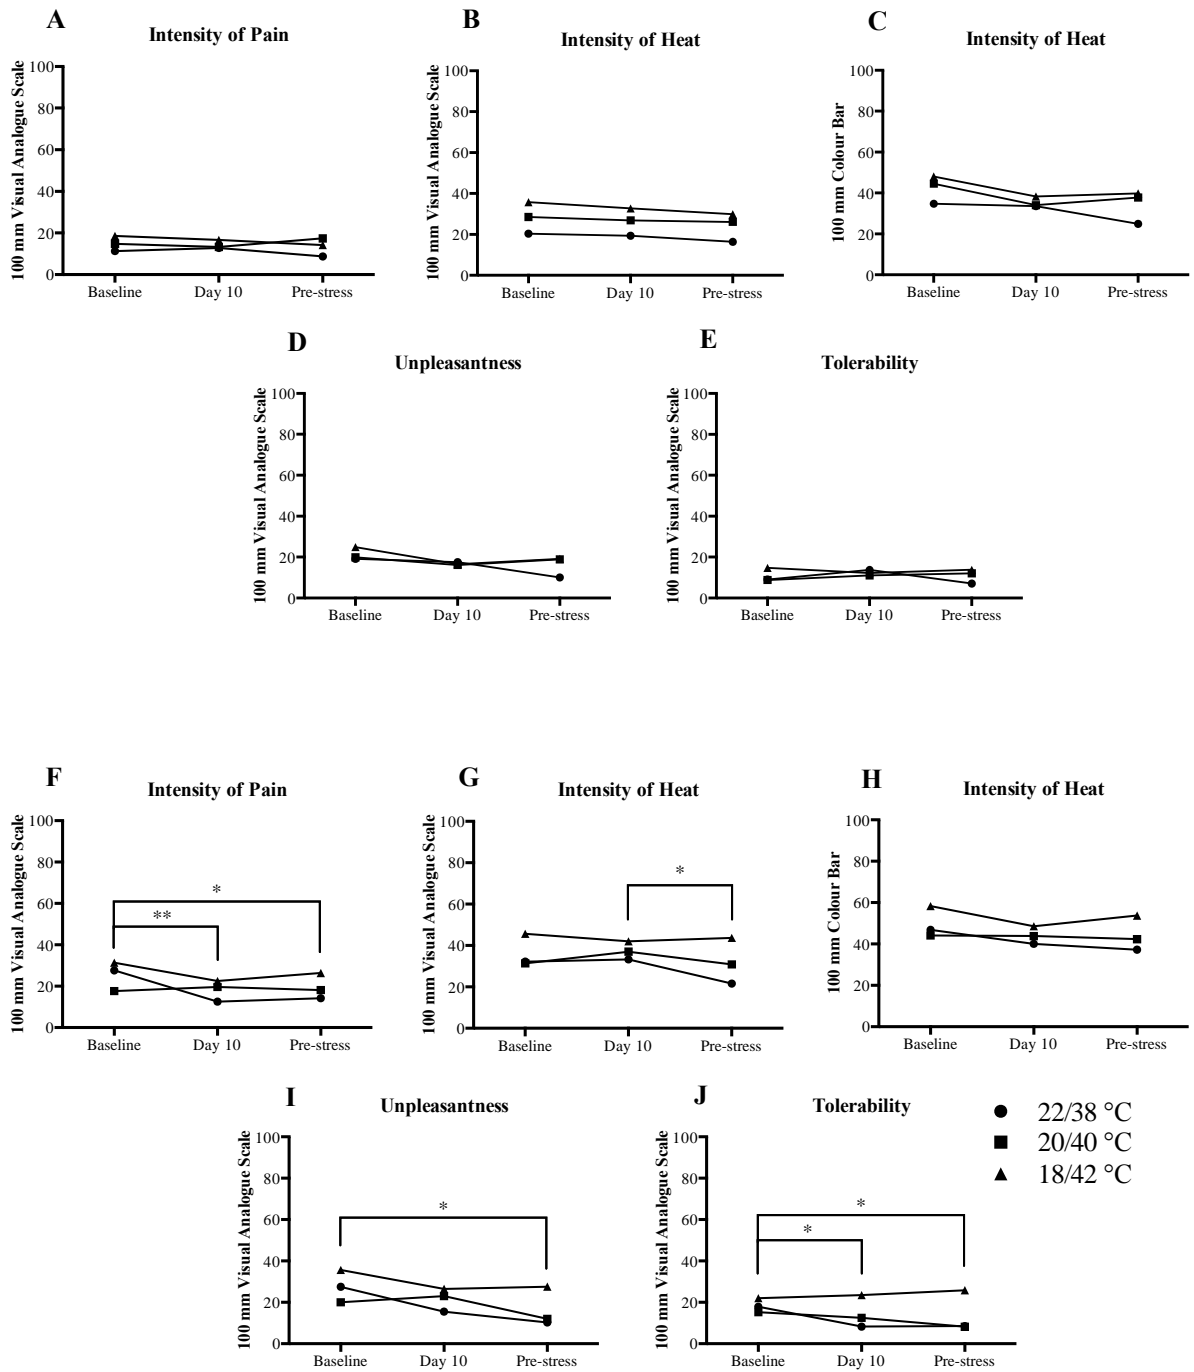 A
Intensity of Pain
100 mm Visual Analogue Scale
100
80
60
40
20
0
Baseline Day 10 Pre-stress
B
Intensity of Heat
100 mm Visual Analogue Scale
100
80
60
40
20
0
Baseline Day 10 Pre-stress
C
Intensity of Heat
100 mm Colour Bar
100
80
60
40
20
0
Baseline Day 10 Pre-stress
D
Unpleasantness
100 mm Visual Analogue Scale
100
80
60
40
20
0
Baseline Day 10 Pre-stress
E
Tolerability
100 mm Visual Analogue Scale
100
80
60
40
20
0
Baseline Day 10 Pre-stress
F
Intensity of Pain
100 mm Visual Analogue Scale
100
80
60
40
20
0
*
**
Baseline Day 10 Pre-stress
G
Intensity of Heat
100 mm Visual Analogue Scale
100
80
60
40
20
0
*
Baseline Day 10 Pre-stress
H
Intensity of Heat
100 mm Colour Bar
100
80
60
40
20
0
Baseline Day 10 Pre-stress
I
Unpleasantness
100 mm Visual Analogue Scale
100
80
60
40
20
0
*
Baseline Day 10 Pre-stress
J
Tolerability
100 mm Visual Analogue Scale
100
80
60
40
20
0
*
*
Baseline Day 10 Pre-stress
22/38 °C
20/40 °C
18/42 °C